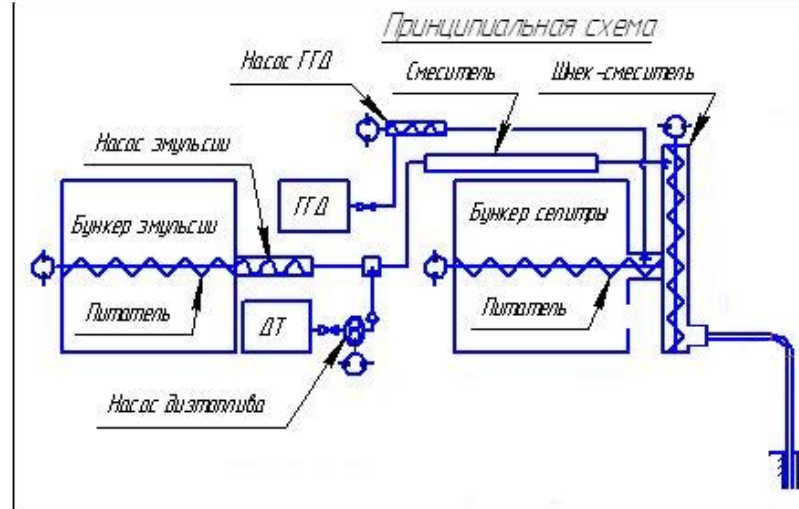 Принципиальная схема
Насос ГГД
Смеситель
Шнек-смеситель
Насос эмульсии
ГГД
Бункер эмульсии
Бункер селитры
Питатель
ДТ
Питатель
Насос дизтоплива